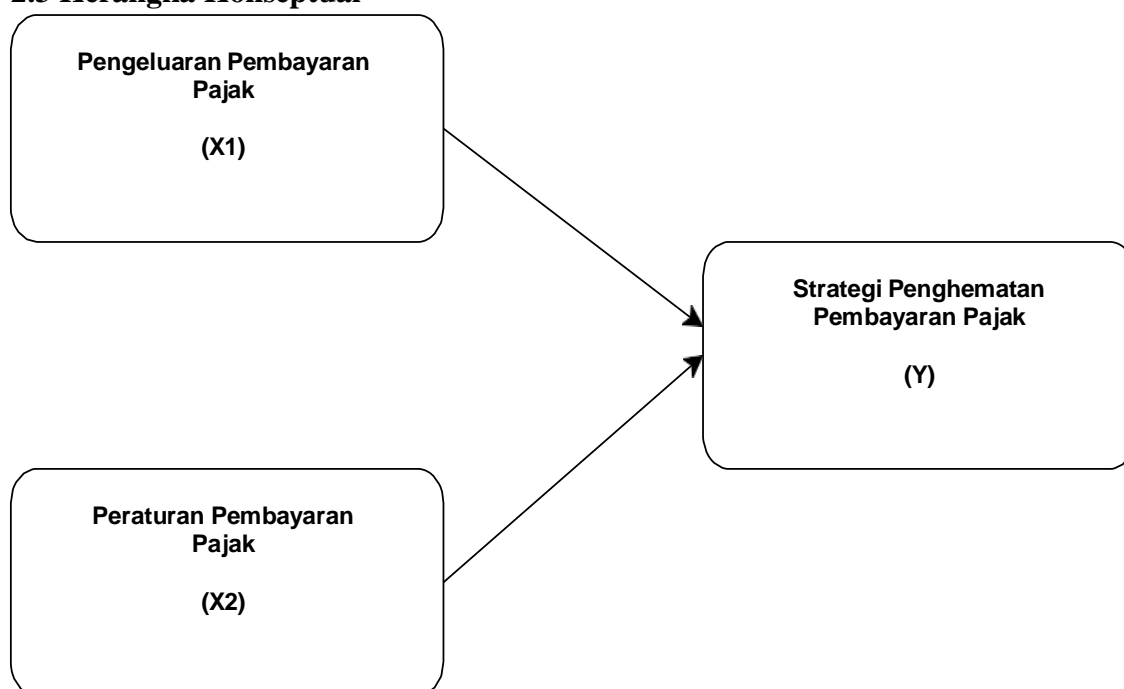 Pengeluaran Pembayaran
Pajak
(X1)
Strategi Penghematan
Pembayaran Pajak
(Y)
Peraturan Pembayaran
Pajak
(X2)